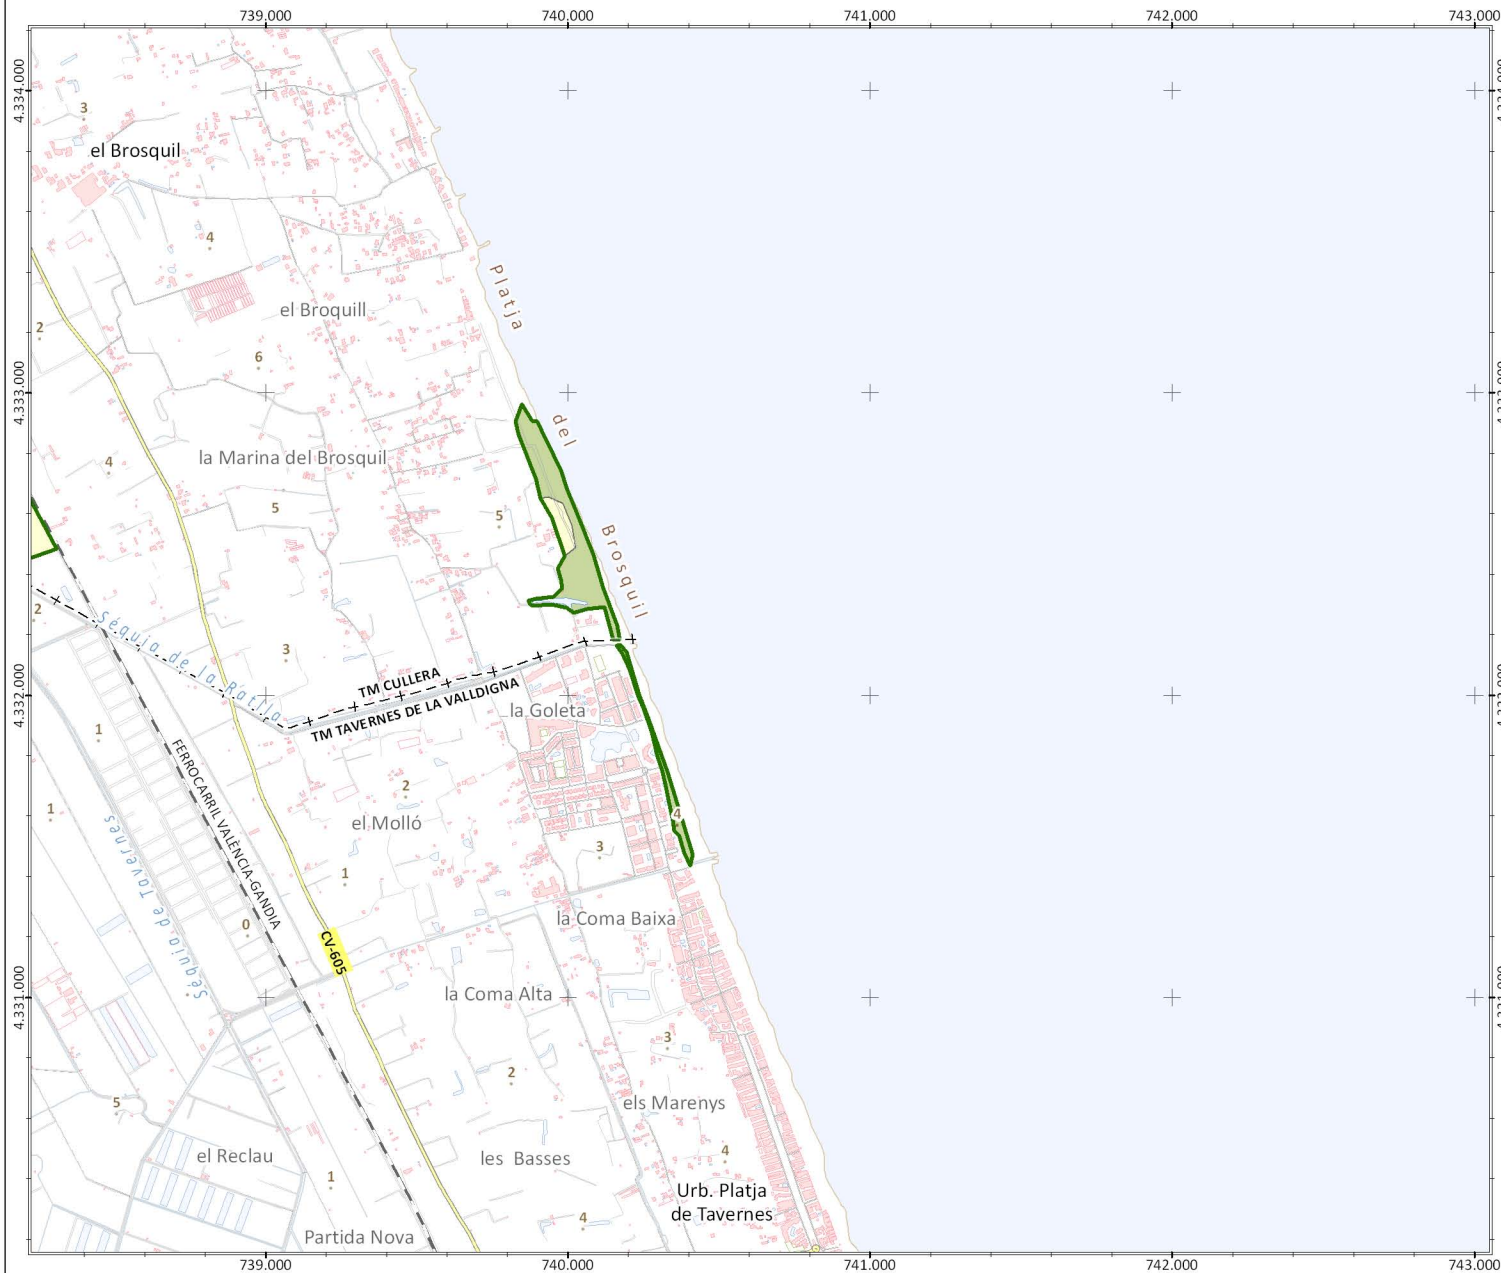 739.000
740.000
741.000
742.000
743.000
4.334.000
3
el Brosquil
4
Platja
el Broquill
2
6
4.333.000
del
la Marina del Brosquil
4
5
5
Brosquil
2
Séquia de la Ratlla
3
TM CULLERA
TM TAVERNES DE LA VALLDIGNA
4.332.000
la Goleta
1
FERROCARRIL VALÈNCIA-GANDIA
2
1
el Molló
4
Séquia de Tavernes
3
1
0
la Coma Baixa
CV-605
la Coma Alta
4.331.000
3
2
5
els Marenys
el Reclau
les Basses
4
1
Urb. Platja
de Tavernes
4
Partida Nova
739.000
740.000
741.000
742.000
743.000